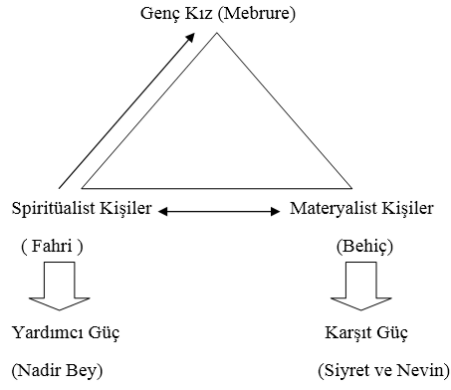 Genç Kız (Mebrure)
Spiritüalist Kişiler
Materyalist Kişiler
( Fahri )
(Behiç)
Yardımcı Güç
Karşıt Güç
(Nadir Bey)
(Siyret ve Nevin)